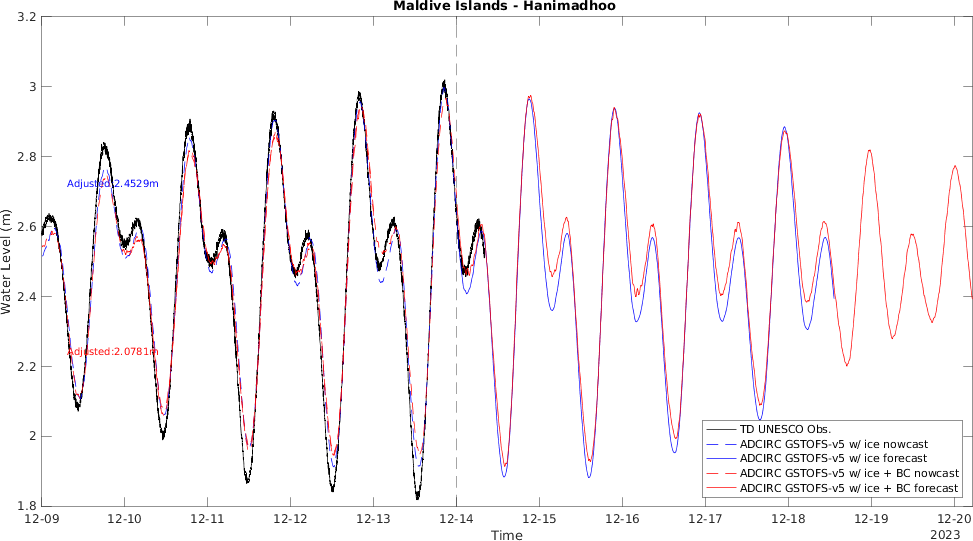 Maldive Islands - Hanimadhoo
3.2
3
2.8
2.6
2.4
2.2
2
1.8
Water Level (m)
Adjusted:2.4529m
Adjusted:2.0781m
TD UNESCO Obs.
ADCIRC GSTOFS-v5 w/ ice nowcast
ADCIRC GSTOFS-v5 w/ ice forecast
ADCIRC GSTOFS-v5 w/ ice + BC nowcast
ADCIRC GSTOFS-v5 w/ ice + BC forecast
12-09 12-10 12-11 12-12 12-13 12-14 12-15 12-16 12-17 12-18 12-19 12-20
Time
2023